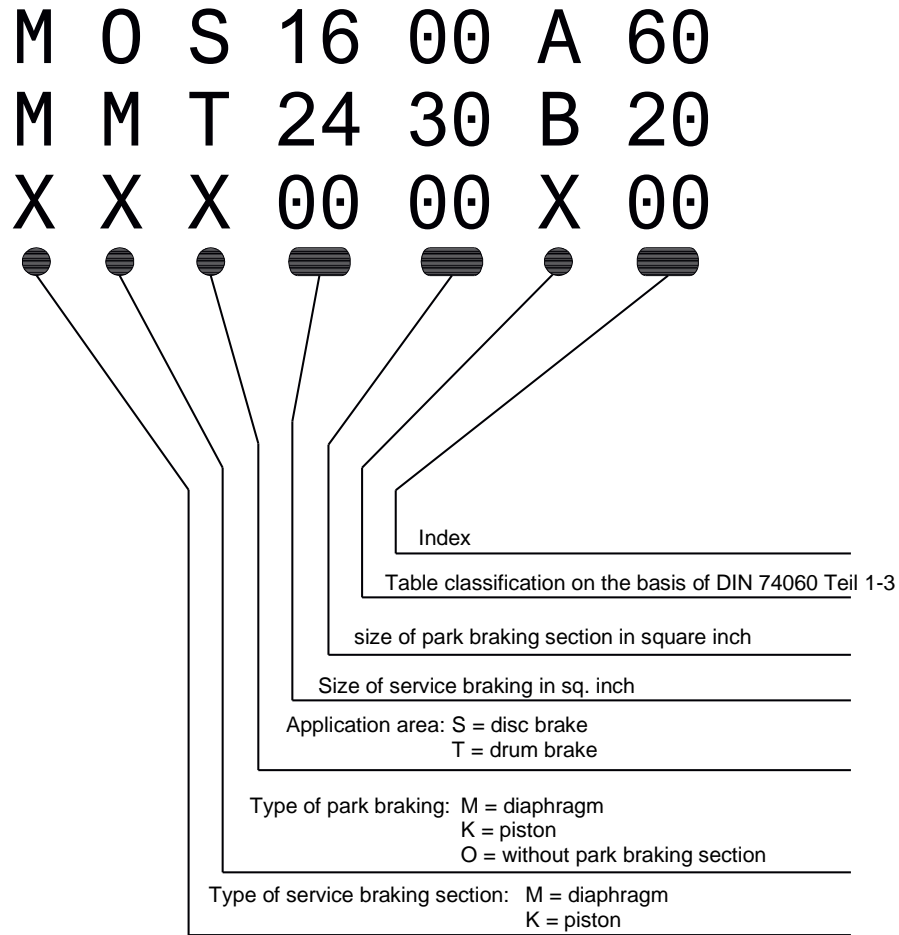 M O S 16 00 A 60
M M T 24 30 B 20
X X X 00 00 X 00
Index
Table classification on the basis of DIN 74060 Teil 1-3
size of park braking section in square inch
Size of service braking in sq. inch
Application area: S = disc brake
T = drum brake
Type of park braking: M = diaphragm
K = piston
O = without park braking section
Type of service braking section: M = diaphragm
K = piston